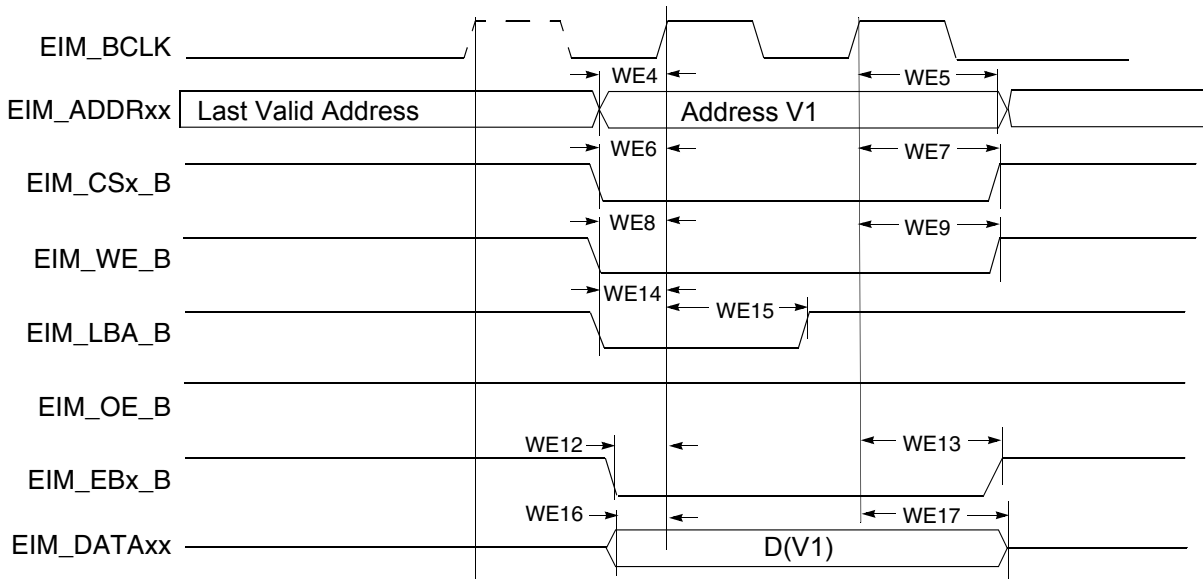 EIM_BCLK
WE4
WE5
EIM_ADDRxx
Last Valid Address
Address V1
WE6
WE7
EIM_CSx_B
WE8
WE9
EIM_WE_B
WE14
WE15
EIM_LBA_B
EIM_OE_B
WE12
WE13
EIM_EBx_B
WE16
WE17
EIM_DATAxx
D(V1)